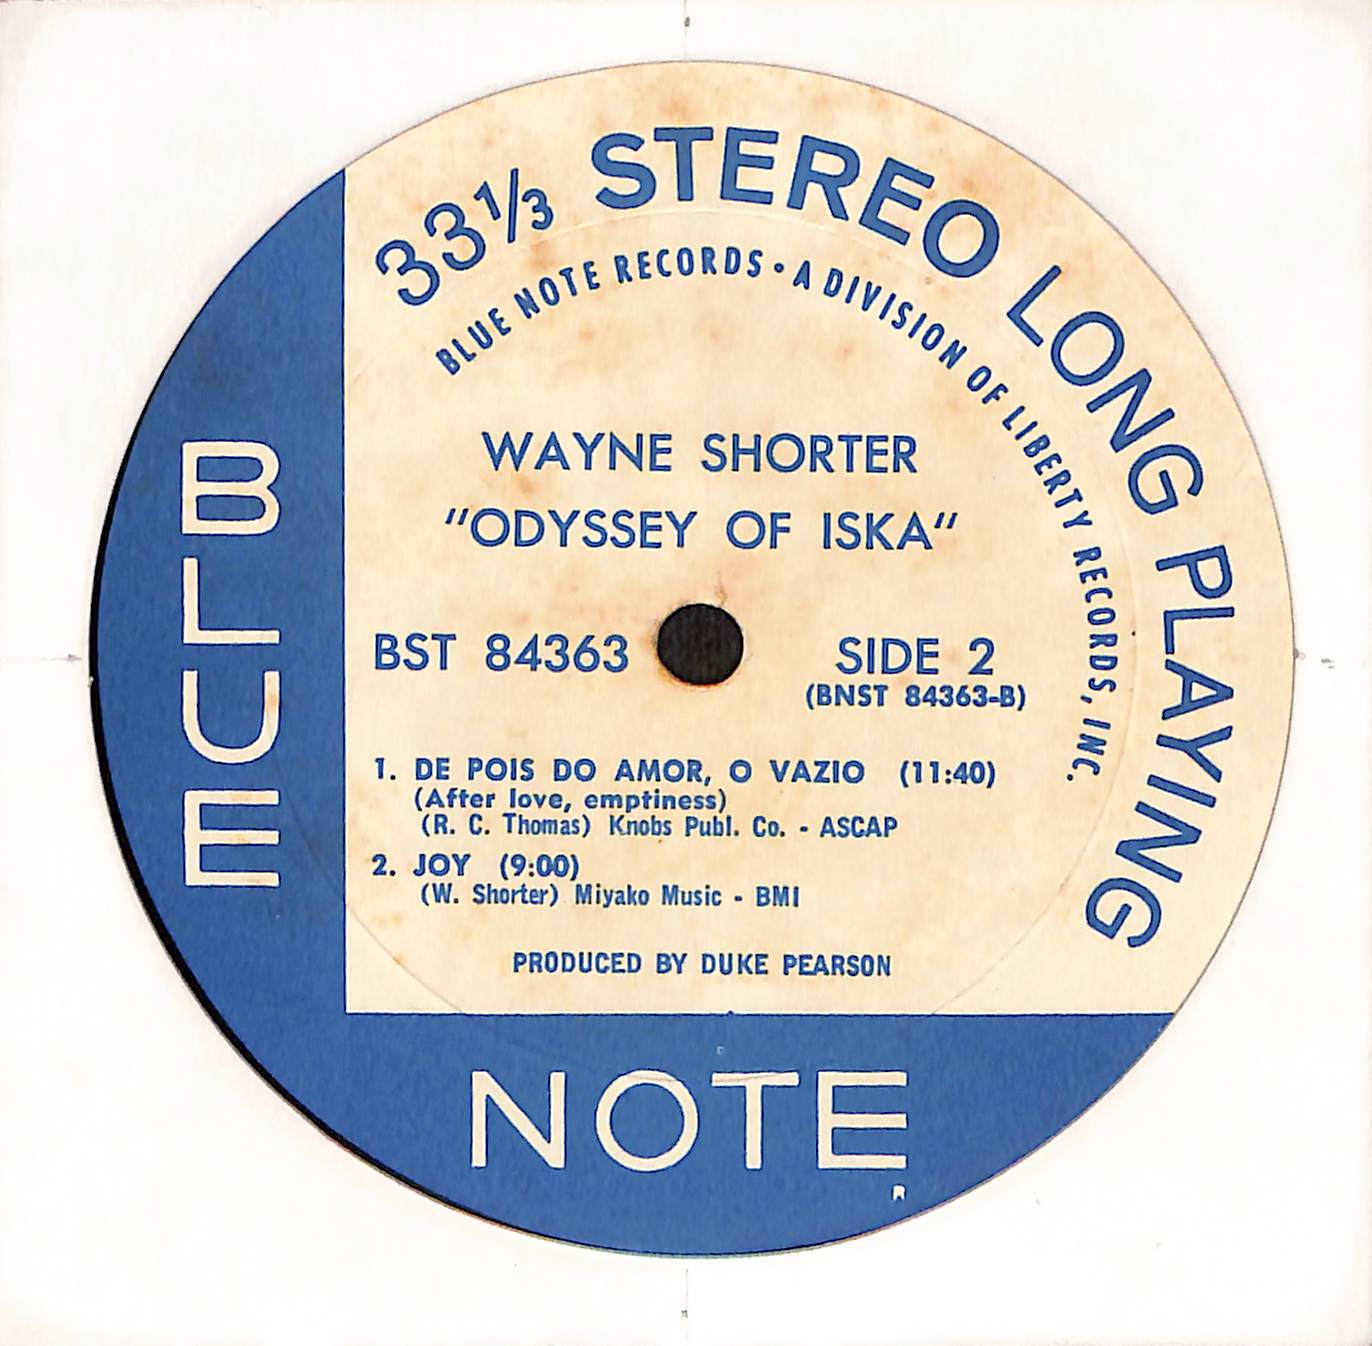 33⅓ STEREO LONG PLAYING
BLUE NOTE RECORDS • A DIVISION OF LIBERTY RECORDS, INC.
WAYNE SHORTER
"ODYSSEY OF ISKA"
BST 84363
SIDE 2
(BNST 84363-B)
1. DE POIS DO AMOR, O VAZIO (11:40)
(After love, emptiness)
(R. C. Thomas) Knobs Publ. Co. - ASCAP
2. JOY (9:00)
(W. Shorter) Miyako Music - BMI
PRODUCED BY DUKE PEARSON
BLUE
NOTE
R